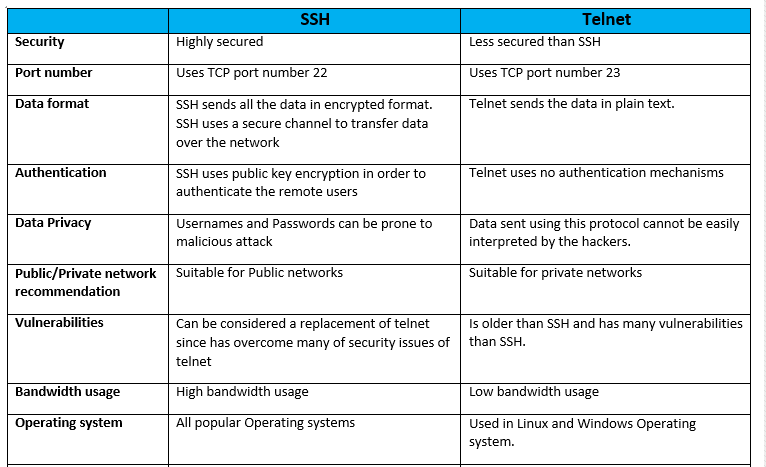 SSH Telnet
Security Highly secured Less secured than SSH
Port number Uses TCP port number 22 Uses TCP port number 23
Data format SSH sends all the data in encrypted format. Telnet sends the data in plain text.
SSH uses a secure channel to transfer data
over the network
Authentication SSH uses public key encryption in order to Telnet uses no authentication mechanisms
authenticate the remote users
Data Privacy Usernames and Passwords can be prone to Data sent using this protocol cannot be easily
malicious attack interpreted by the hackers.
Public/Private network Suitable for Public networks Suitable for private networks
recommendation
Vulnerabilities Can be considered a replacement of telnet Is older than SSH and has many vulnerabilities
since has overcome many of security issues of than SSH.
telnet
Bandwidth usage High bandwidth usage Low bandwidth usage
Operating system All popular Operating systems Used in Linux and Windows Operating
system.